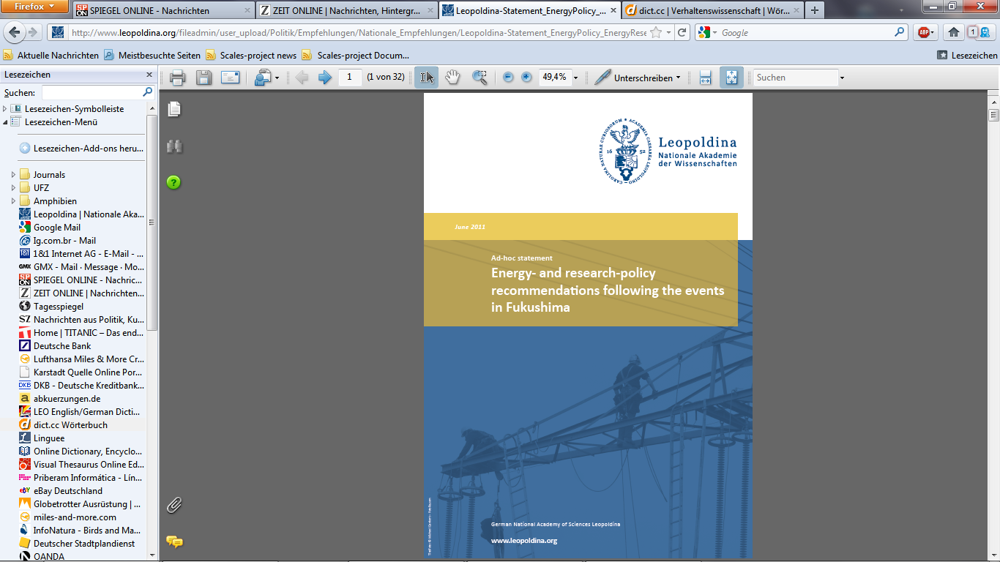 Firefox
SPIEGEL ONLINE - Nachrichten
ZEIT ONLINE | Nachrichten, Hintergr...
Leopoldina-Statement_EnergyPolicy_...
dict.cc | Verhaltenswissenschaft | Wör...
http://www.leopoldina.org/fileadmin/user_upload/Politik/Empfehlungen/Nationale_Empfehlungen/Leopoldina-Statement_EnergyPolicy_EnergyRese
Google
ABP
1
Aktuelle Nachrichten
Meistbesuchte Seiten
Scales-project news
Scales-project Docum...
Lesezeichen
Lesezeichen
1
(1 von 32)
49,4%
Unterschreiben
Suchen
Suchen:
Lesezeichen-Symbolleiste
Lesezeichen-Menü
Lesezeichen-Add-ons heru...
Journals
UFZ
Amphibien
Leopoldina | Nationale Aka...
Google Mail
Ig.com.br - Mail
1&1 Internet AG - E-Mail - ...
GMX - Mail · Message · Mo...
SPIEGEL ONLINE - Nachric...
ZEIT ONLINE | Nachrichten...
Tagesspiegel
SZ Nachrichten aus Politik, Ku...
Home | TITANIC – Das end...
Deutsche Bank
Lufthansa Miles & More Cr...
Karstadt Quelle Online Por...
DKB DKB - Deutsche Kreditbank...
abkuerzungen.de
LEO English/German Dicti...
dict.cc Wörterbuch
Linguee
Online Dictionary, Encyclo...
Visual Thesaurus Online Ed...
Priberam Informática - Lín...
eBay Deutschland
Globetrotter Ausrüstung | ...
miles-and-more.com
InfoNatura - Birds and Ma...
Deutscher Stadtplandienst
OANDA
16 52
Leopoldina
Nationale Akademie
der Wissenschaften
June 2011
Ad-hoc statement
Energy- and research-policy
recommendations following the events
in Fukushima
German National Academy of Sciences Leopoldina
www.leopoldina.org